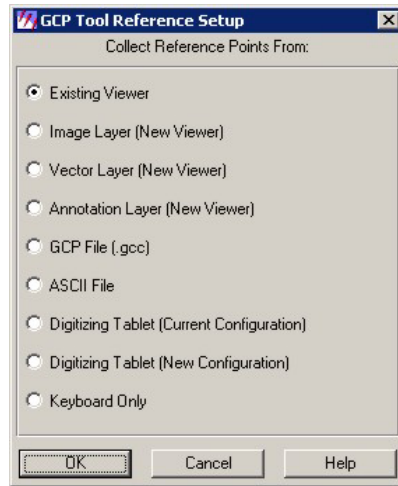 GCP Tool Reference Setup
Collect Reference Points From:
Existing Viewer
Image Layer (New Viewer)
Vector Layer (New Viewer)
Annotation Layer (New Viewer)
GCP File (.gcc)
ASCII File
Digitizing Tablet (Current Configuration)
Digitizing Tablet (New Configuration)
Keyboard Only
OK Cancel Help